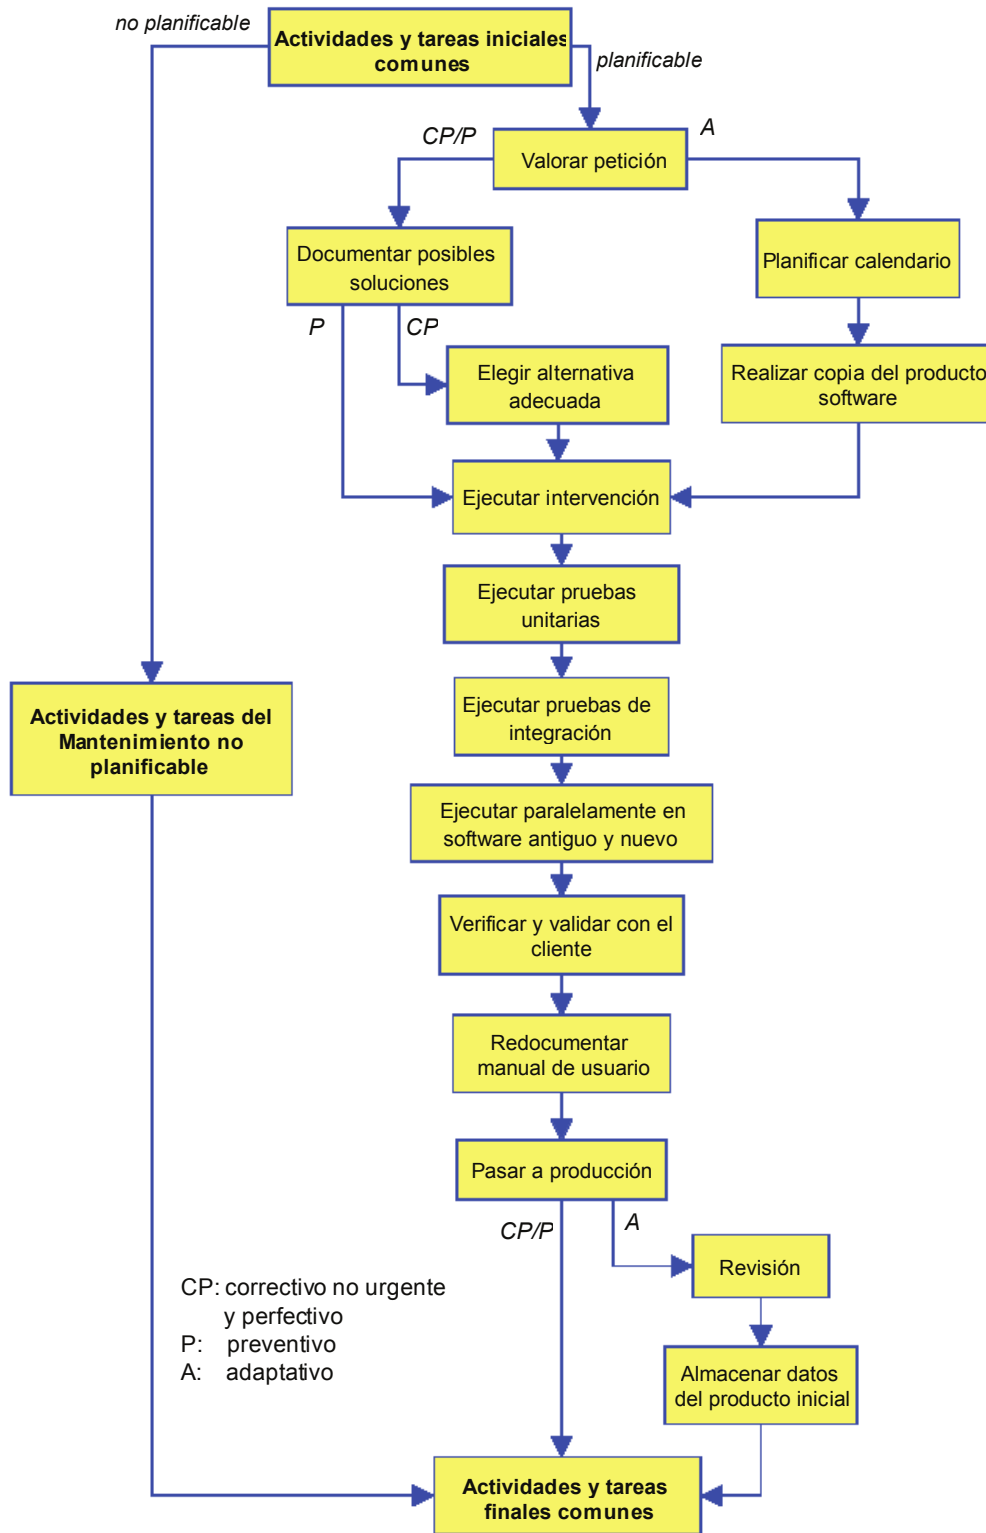 no planificable
Actividades y tareas iniciales
comunes
planificable
CP/P
A
Valorar petición
Documentar posibles
soluciones
Planificar calendario
P
CP
Elegir alternativa
adecuada
Realizar copia del producto
software
Ejecutar intervención
Ejecutar pruebas
unitarias
Ejecutar pruebas de
integración
Actividades y tareas del
Mantenimiento no
planificable
Ejecutar paralelamente en
software antiguo y nuevo
Verificar y validar con el
cliente
Redocumentar
manual de usuario
Pasar a producción
CP/P
A
Revisión
CP: correctivo no urgente
y perfectivo
P: preventivo
A: adaptativo
Almacenar datos
del producto inicial
Actividades y tareas
finales comunes